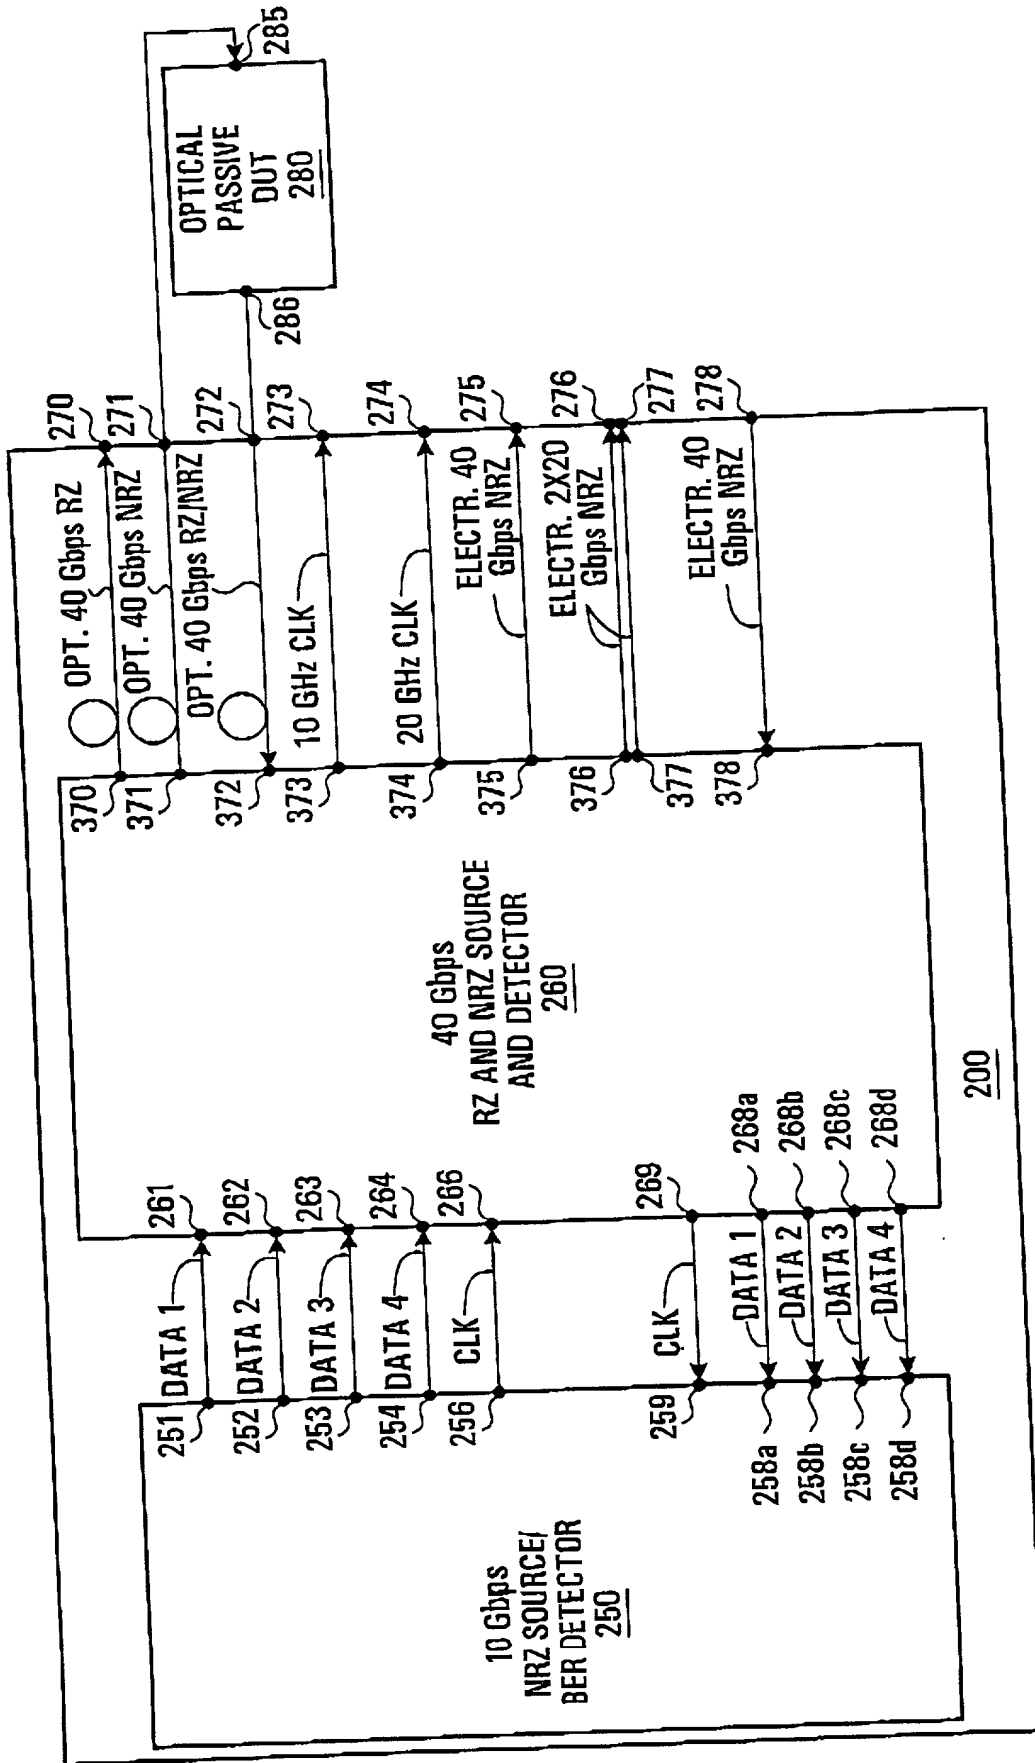 10 Gbps
NRZ SOURCE/
BER DETECTOR
250
251
252
253
254
256
259
258a
258b
258c
258d
DATA 1
DATA 2
DATA 3
DATA 4
CLK
CLK
DATA 1
DATA 2
DATA 3
DATA 4
261
262
263
264
266
269
268a
268b
268c
268d
40 Gbps
RZ AND NRZ SOURCE
AND DETECTOR
260
370
371
372
373
374
375
376
377
378
OPT. 40 Gbps RZ
OPT. 40 Gbps NRZ
OPT. 40 Gbps RZ/NRZ
10 GHz CLK
20 GHz CLK
ELECTR. 40
Gbps NRZ
ELECTR. 2X20
Gbps NRZ
ELECTR. 40
Gbps NRZ
270
271
272
273
274
275
276
277
278
286
OPTICAL
PASSIVE
DUT
280
285
200